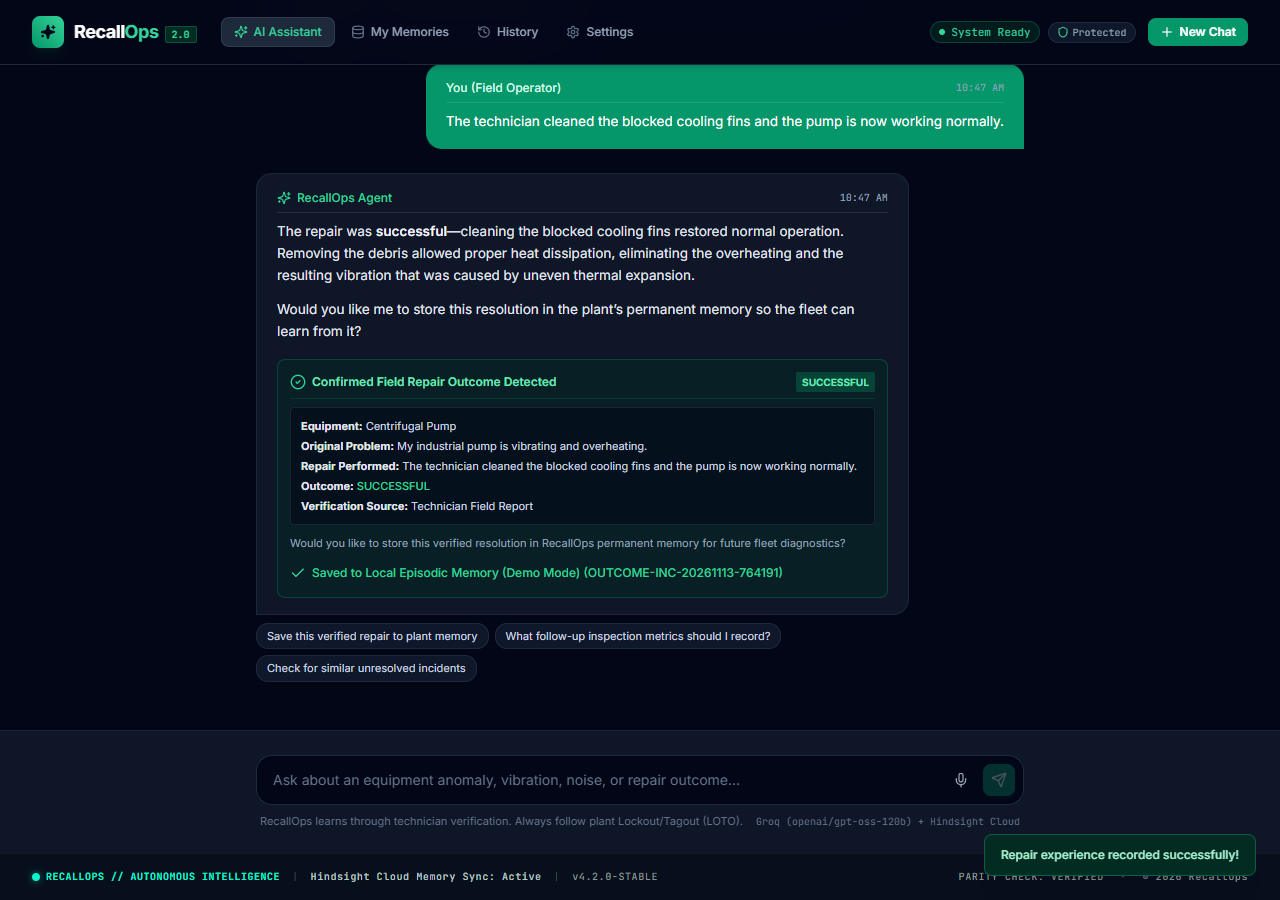 RecallOps 2.0
AI Assistant
My Memories
History
Settings
System Ready
Protected
New Chat
You (Field Operator)
10:47 AM
The technician cleaned the blocked cooling fins and the pump is now working normally.
RecallOps Agent
10:47 AM
The repair was successful—cleaning the blocked cooling fins restored normal operation.
Removing the debris allowed proper heat dissipation, eliminating the overheating and the
resulting vibration that was caused by uneven thermal expansion.
Would you like me to store this resolution in the plant’s permanent memory so the fleet can
learn from it?
Confirmed Field Repair Outcome Detected
SUCCESSFUL
Equipment: Centrifugal Pump
Original Problem: My industrial pump is vibrating and overheating.
Repair Performed: The technician cleaned the blocked cooling fins and the pump is now working normally.
Outcome: SUCCESSFUL
Verification Source: Technician Field Report
Would you like to store this verified resolution in RecallOps permanent memory for future fleet diagnostics?
Saved to Local Episodic Memory (Demo Mode) (OUTCOME-INC-20261113-764191)
Save this verified repair to plant memory
What follow-up inspection metrics should I record?
Check for similar unresolved incidents
Ask about an equipment anomaly, vibration, noise, or repair outcome...
RecallOps learns through technician verification. Always follow plant Lockout/Tagout (LOTO).
Groq (openai/gpt-oss-120b) + Hindsight Cloud
Repair experience recorded successfully!
RECALLOPS // AUTONOMOUS INTELLIGENCE | Hindsight Cloud Memory Sync: Active | v4.2.0-STABLE
PARITY CHECK: VERIFIED
© 2026 RecallOps